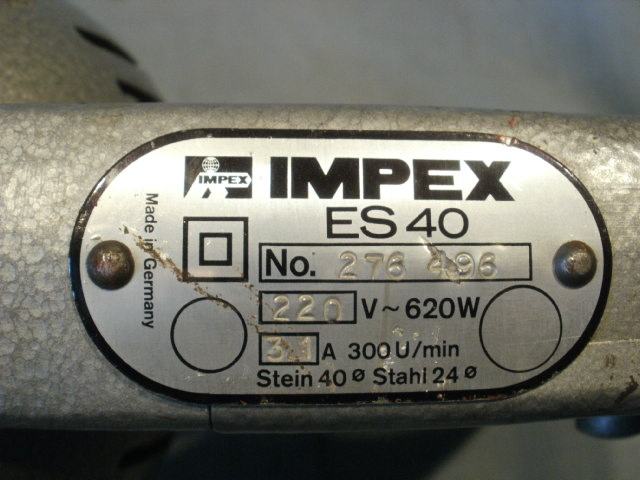 IMPEX
IMPEX
ES 40
Made in Germany
No. 276 496
220 V~620W
3.1 A 300 U/min
Stein 40 ø Stahl 24 ø